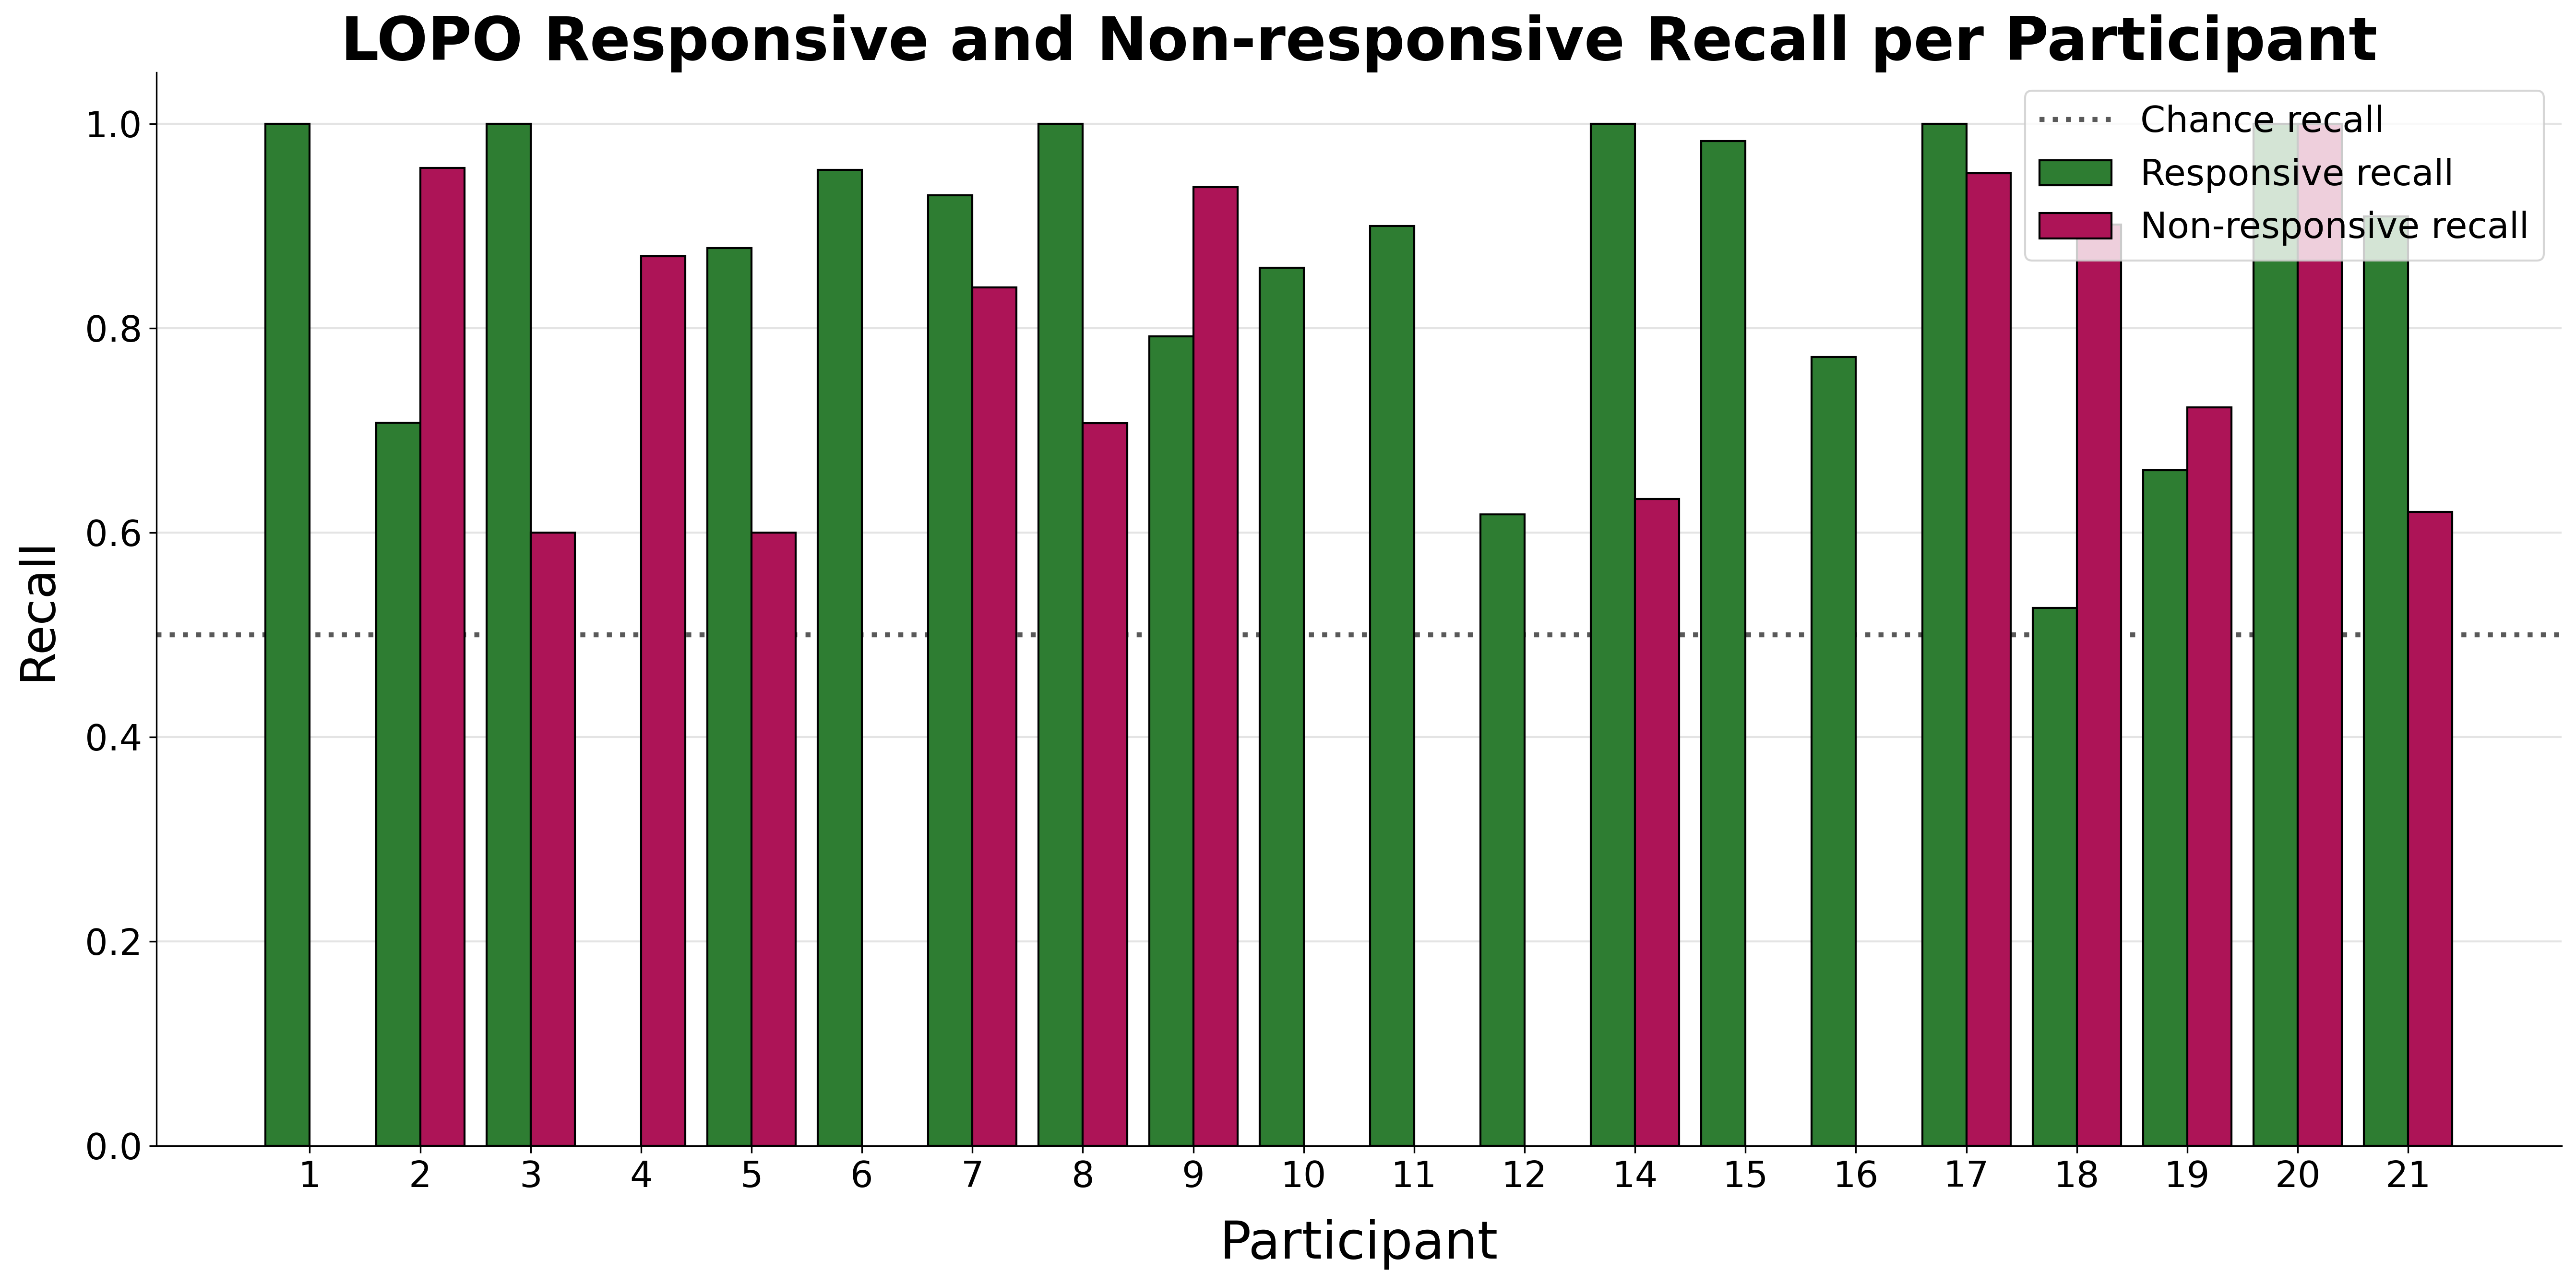 LOPO Responsive and Non-responsive Recall per Participant
Chance recall
Responsive recall
Non-responsive recall
1.0
0.8
0.6
0.4
0.2
0.0
Recall
1 2 3 4 5 6 7 8 9 10 11 12 14 15 16 17 18 19 20 21
Participant